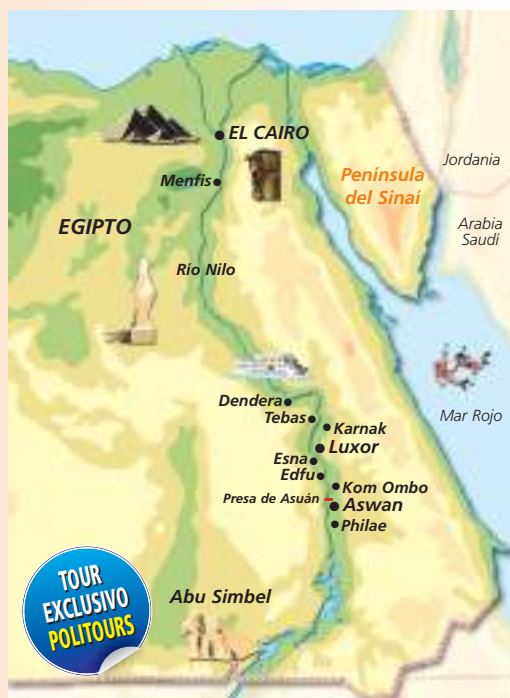 EL CAIRO
Menfis
Península
del Sinaí
Jordania
Arabia
Saudí
EGIPTO
Río Nilo
Mar Rojo
Dendera
Tebas
Karnak
Luxor
Esna
Edfu
Kom Ombo
Presa de Asuán
Aswan
Philae
Abu Simbel
TOUR
EXCLUSIVO
POLITOURS